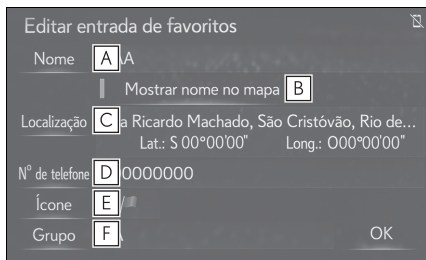 Editar entrada de favoritos
Nome A A
Mostrar nome no mapa B
Localização C a Ricardo Machado, São Cristóvão, Rio de...
Lat.: S 00°00'00" Long.: O00°00'00"
N° de telefone D 0000000
Ícone E
Grupo F OK